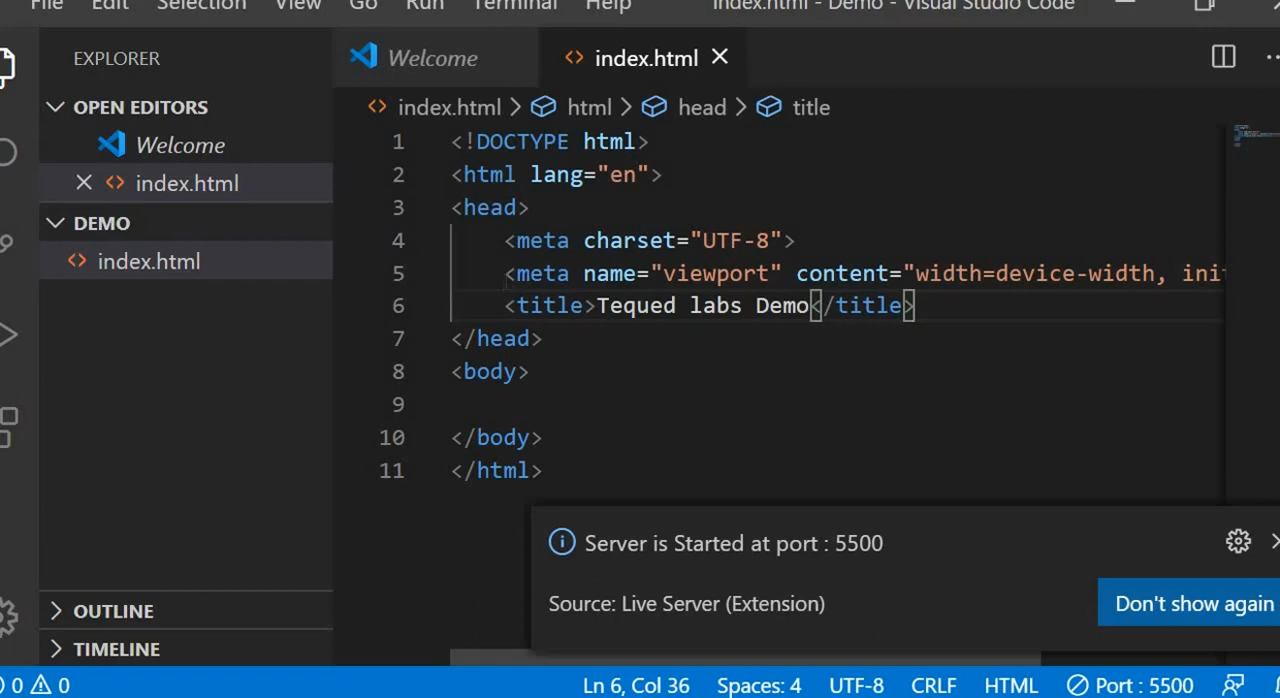 File Edit Selection View Go Run Terminal Help index.html - Demo - Visual Studio Code
EXPLORER
OPEN EDITORS
Welcome
index.html
DEMO
index.html
OUTLINE
TIMELINE
Welcome index.html
index.html > html > head > title
1 <!DOCTYPE html>
2 <html lang="en">
3 <head>
4 <meta charset="UTF-8">
5 <meta name="viewport" content="width=device-width, init
6 <title>Tequed labs Demo</title>
7 </head>
8 <body>
9
10 </body>
11 </html>
Server is Started at port : 5500
Source: Live Server (Extension)
Don't show again
0 0 Ln 6, Col 36 Spaces: 4 UTF-8 CRLF HTML Port : 5500